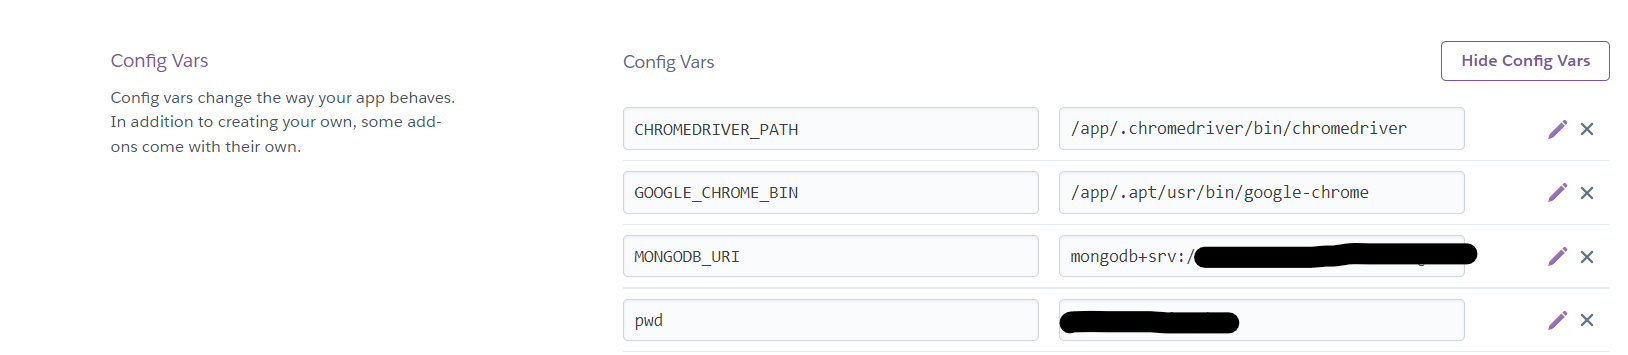 Config Vars
Config vars change the way your app behaves.
In addition to creating your own, some add-
ons come with their own.
Config Vars
Hide Config Vars
CHROMEDRIVER_PATH
/app/.chromedriver/bin/chromedriver
GOOGLE_CHROME_BIN
/app/.apt/usr/bin/google-chrome
MONGODB_URI
mongodb+srv:/
pwd